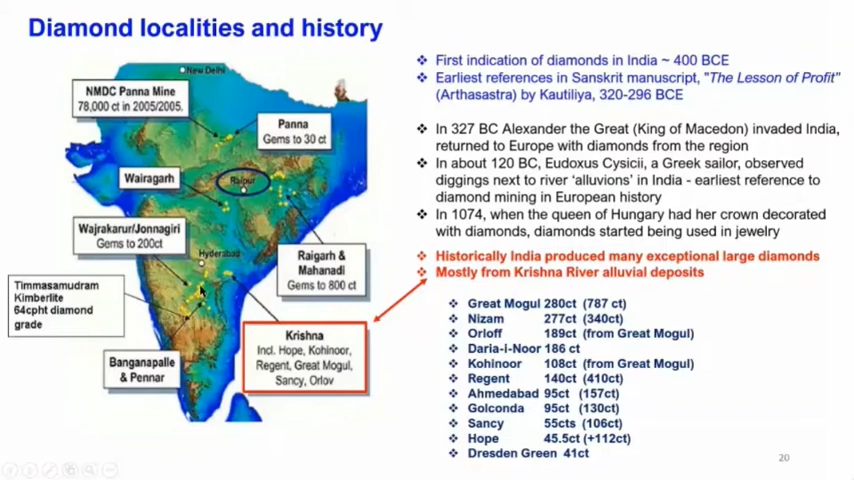 Diamond localities and history
New Delhi
NMDC Panna Mine
78,000 ct in 2005/2005.
Panna
Gems to 30 ct
Wairagarh
Raipur
Wajrakarur/Jonnagiri
Gems to 200ct
Hyderabad
Raigarh &
Mahanadi
Gems to 800 ct
Timmasamudram
Kimberlite
64cpht diamond
grade
Krishna
Incl. Hope, Kohinoor,
Regent, Great Mogul,
Sancy, Orlov
Banganapalle
& Pennar
❖ First indication of diamonds in India ~ 400 BCE
❖ Earliest references in Sanskrit manuscript, "The Lesson of Profit"
(Arthasastra) by Kautiliya, 320-296 BCE
❖ In 327 BC Alexander the Great (King of Macedon) invaded India,
returned to Europe with diamonds from the region
❖ In about 120 BC, Eudoxus Cysicii, a Greek sailor, observed
diggings next to river 'alluvions' in India - earliest reference to
diamond mining in European history
❖ In 1074, when the queen of Hungary had her crown decorated
with diamonds, diamonds started being used in jewelry
❖ Historically India produced many exceptional large diamonds
❖ Mostly from Krishna River alluvial deposits
❖ Great Mogul 280ct (787 ct)
❖ Nizam 277ct (340ct)
❖ Orloff 189ct (from Great Mogul)
❖ Daria-i-Noor 186 ct
❖ Kohinoor 108ct (from Great Mogul)
❖ Regent 140ct (410ct)
❖ Ahmedabad 95ct (157ct)
❖ Golconda 95ct (130ct)
❖ Sancy 55cts (106ct)
❖ Hope 45.5ct (+112ct)
❖ Dresden Green 41ct
20